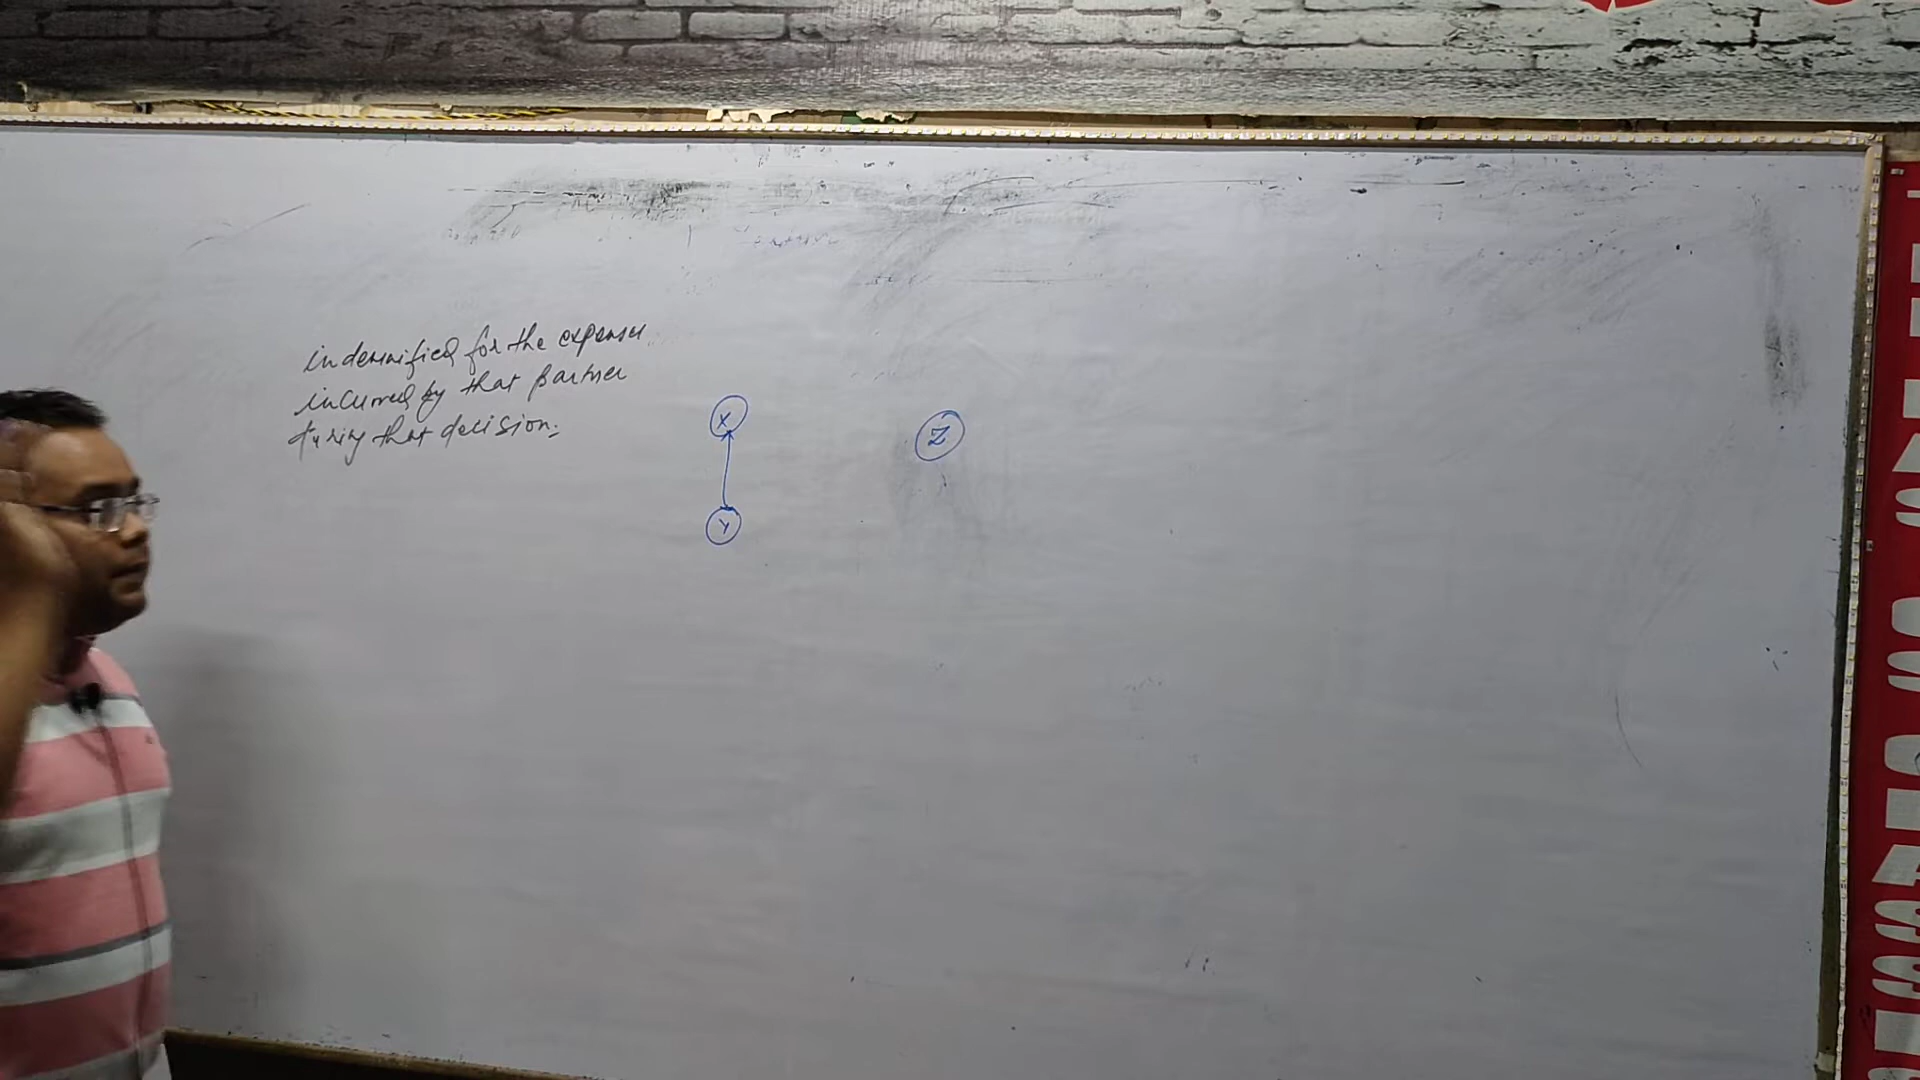 indemnified for the expenses
incurred by that partner
during that decision.
X
Z
Y